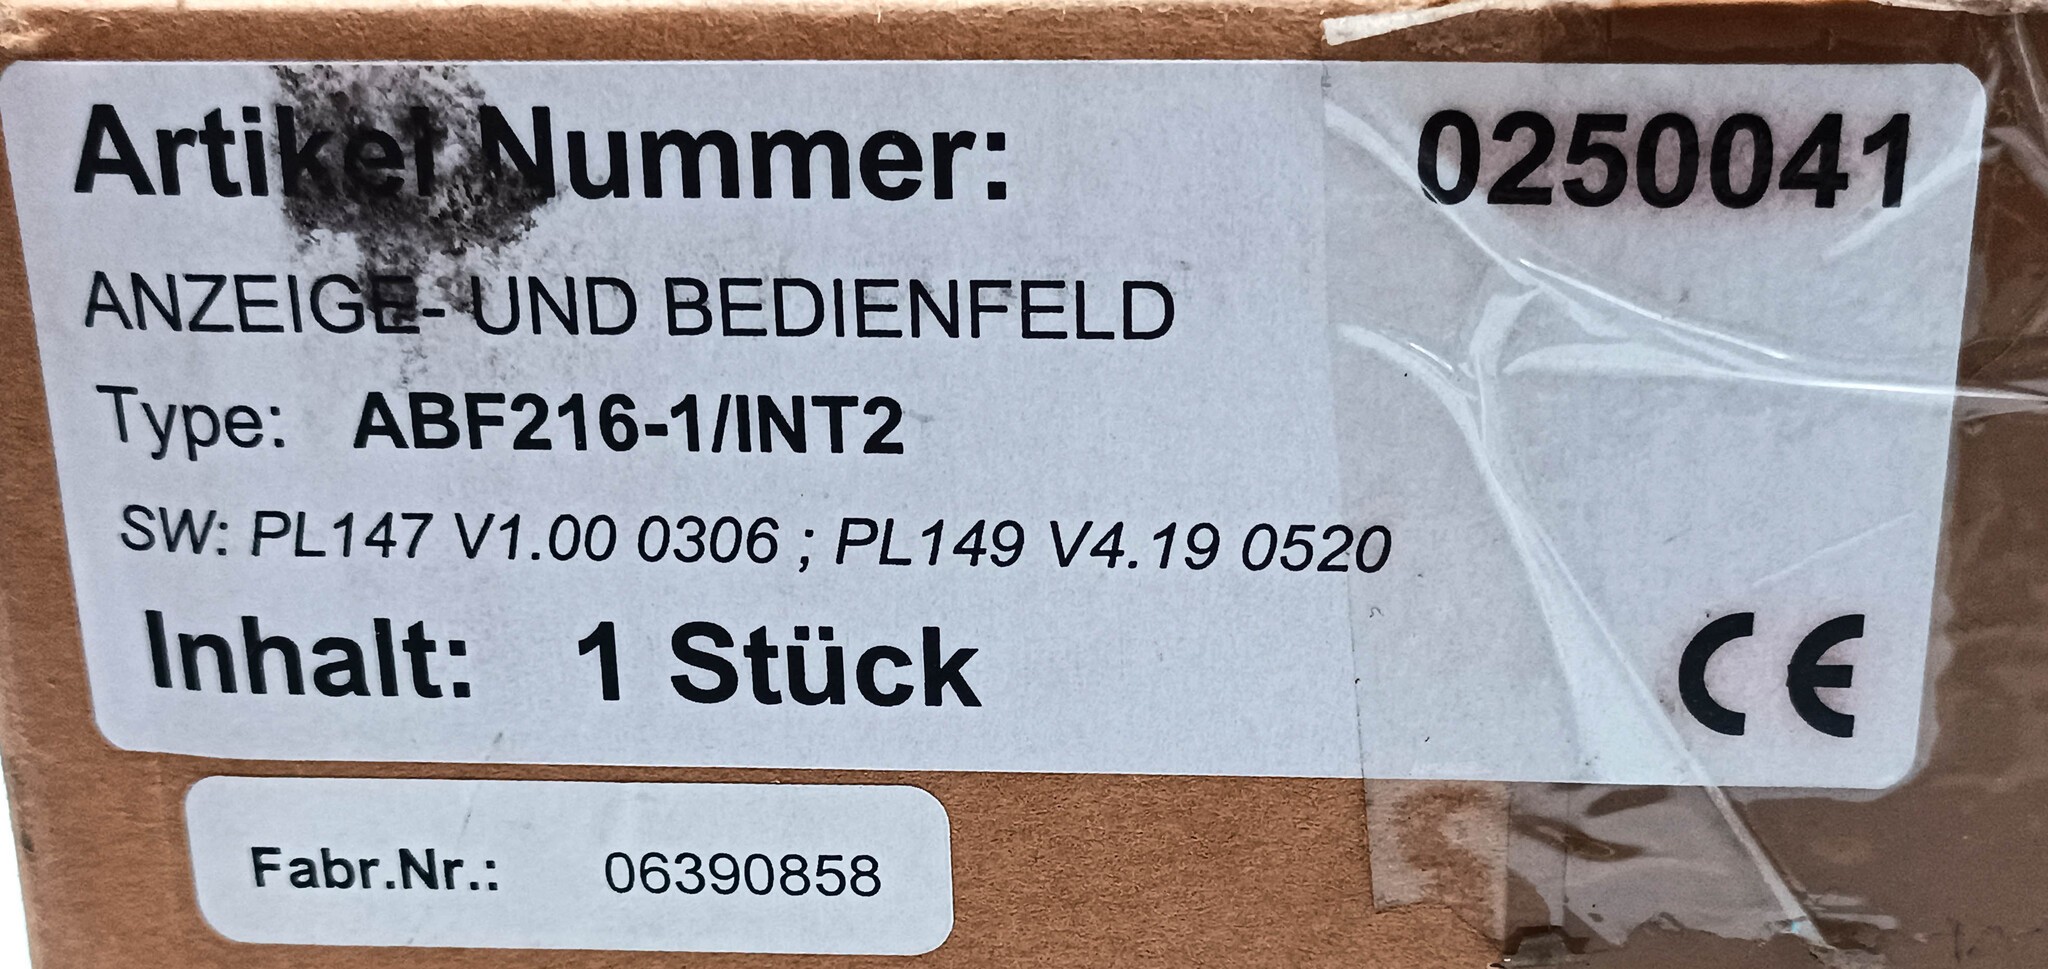 Artikel Nummer: 0250041
ANZEIGE- UND BEDIENFELD
Type: ABF216-1/INT2
SW: PL147 V1.00 0306 ; PL149 V4.19 0520
Inhalt: 1 Stück
CE
Fabr.Nr.: 06390858